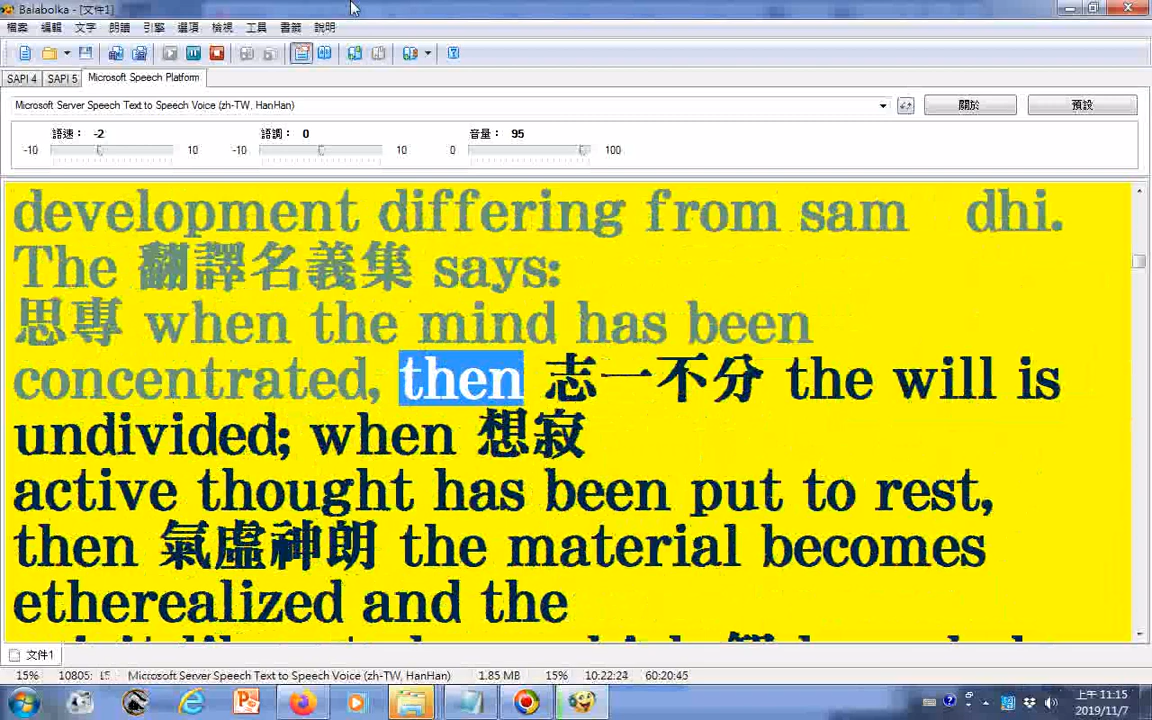 Balabolka - [文件1]
檔案 編輯 文字 朗讀 引擎 選項 檢視 工具 書籤 說明
SAPI 4 SAPI 5 Microsoft Speech Platform
Microsoft Server Speech Text to Speech Voice (zh-TW, HanHan) 關於 預設
語速： -2 語調： 0 音量： 95
-10 10 -10 10 0 100
development differing from sam dhi.
The 翻譯名義集 says:
思專 when the mind has been
concentrated, then 志一不分 the will is
undivided; when 想寂
active thought has been put to rest,
then 氣虛神朗 the material becomes
etherealized and the
文件1
15% 10805: Microsoft Server Speech Text to Speech Voice (zh-TW, HanHan) 1.85 MB 15% 10:22:24 60:20:45
上午 11:15
2019/11/7